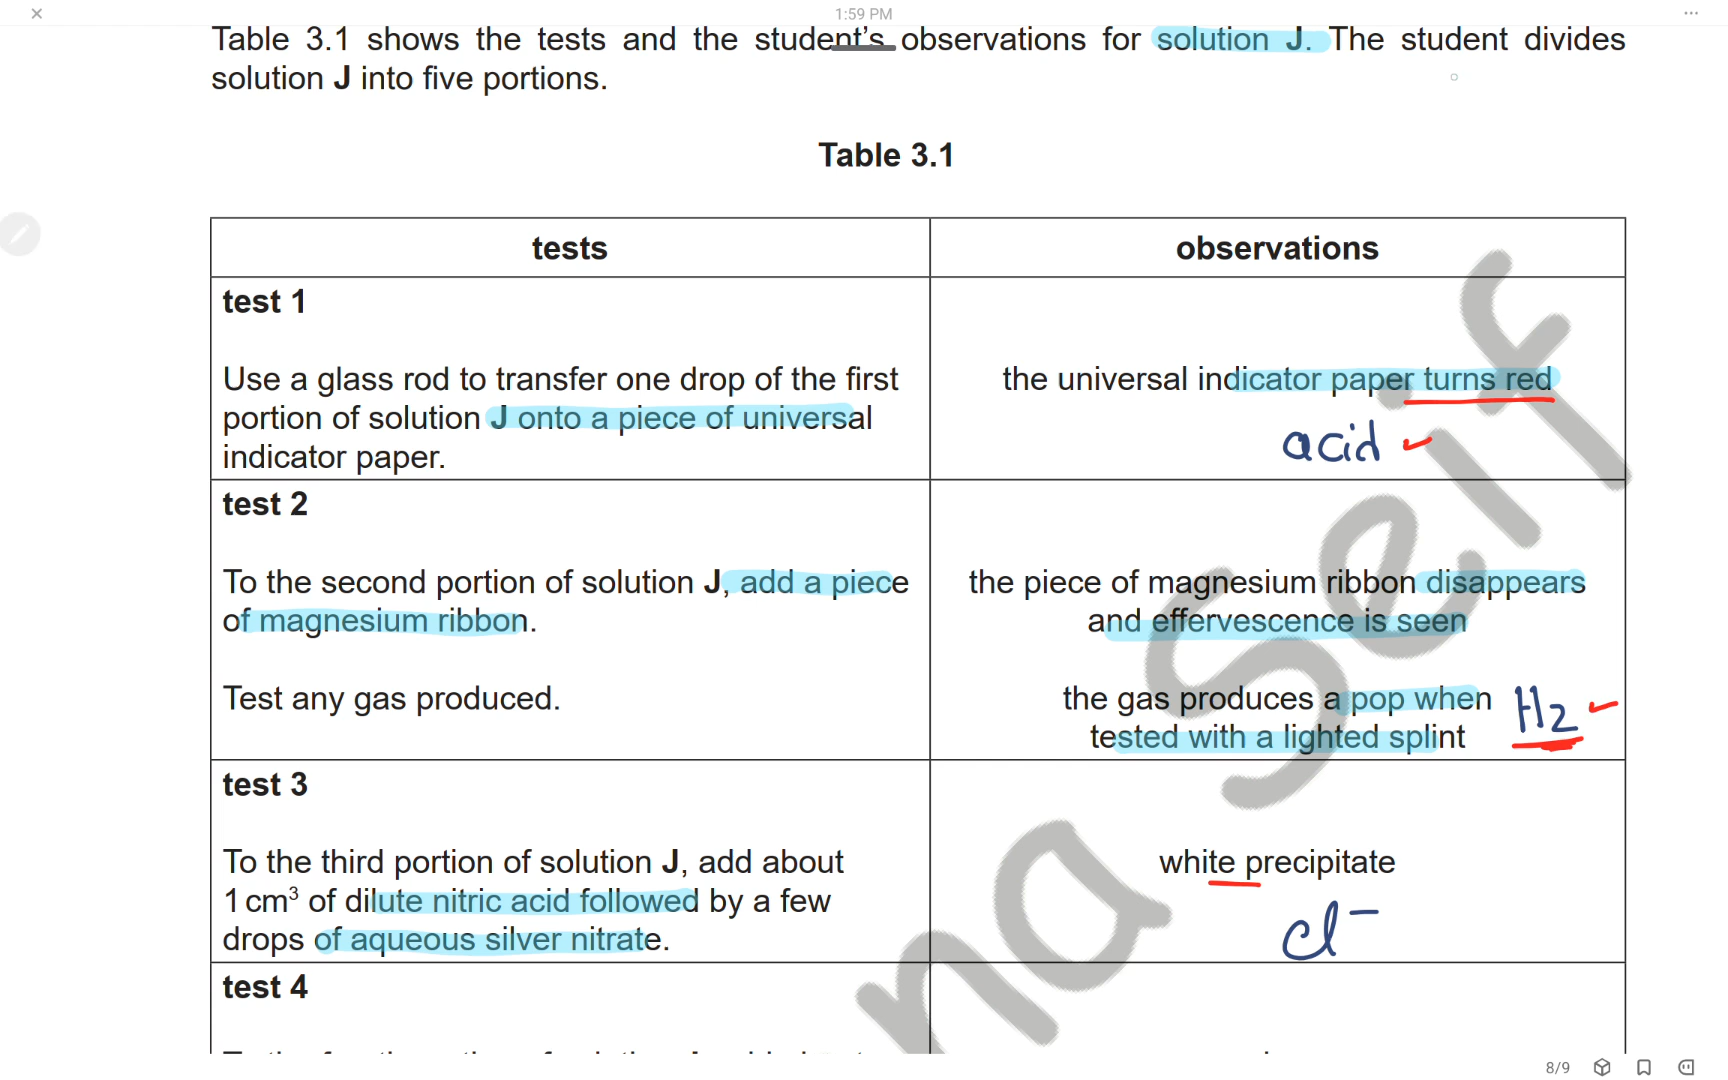 1:59 PM
Table 3.1 shows the tests and the student's observations for solution J. The student divides
solution J into five portions.
Table 3.1
tests
observations
test 1
Use a glass rod to transfer one drop of the first
portion of solution J onto a piece of universal
indicator paper.
the universal indicator paper turns red
acid
test 2
To the second portion of solution J, add a piece
of magnesium ribbon.
Test any gas produced.
the piece of magnesium ribbon disappears
and effervescence is seen
the gas produces a pop when
tested with a lighted splint
H2
test 3
To the third portion of solution J, add about
1 cm³ of dilute nitric acid followed by a few
drops of aqueous silver nitrate.
white precipitate
cl⁻
test 4
na Seif
8/9